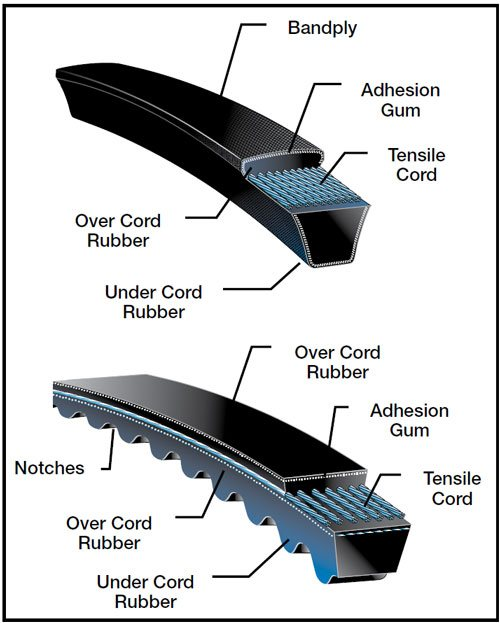 Bandply
Adhesion
Gum
Tensile
Cord
Over Cord
Rubber
Under Cord
Rubber
Over Cord
Rubber
Adhesion
Gum
Notches
Tensile
Cord
Over Cord
Rubber
Under Cord
Rubber